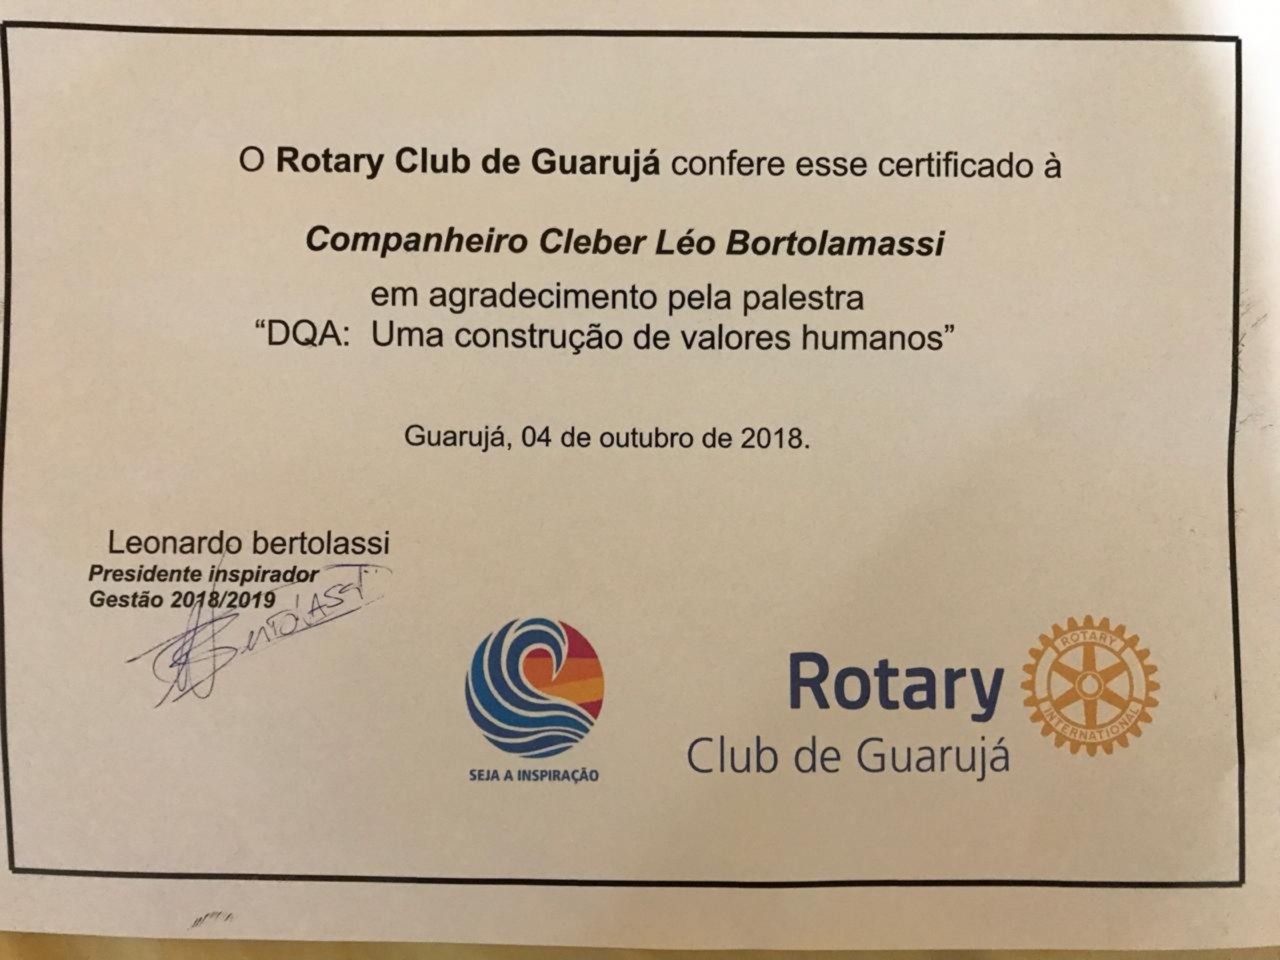 O Rotary Club de Guarujá confere esse certificado à
Companheiro Cleber Léo Bortolamassi
em agradecimento pela palestra
“DQA: Uma construção de valores humanos”
Guarujá, 04 de outubro de 2018.
Leonardo bertolassi
Presidente inspirador
Gestão 2018/2019
SEJA A INSPIRAÇÃO
Rotary
Club de Guarujá
ROTARY
INTERNATIONAL